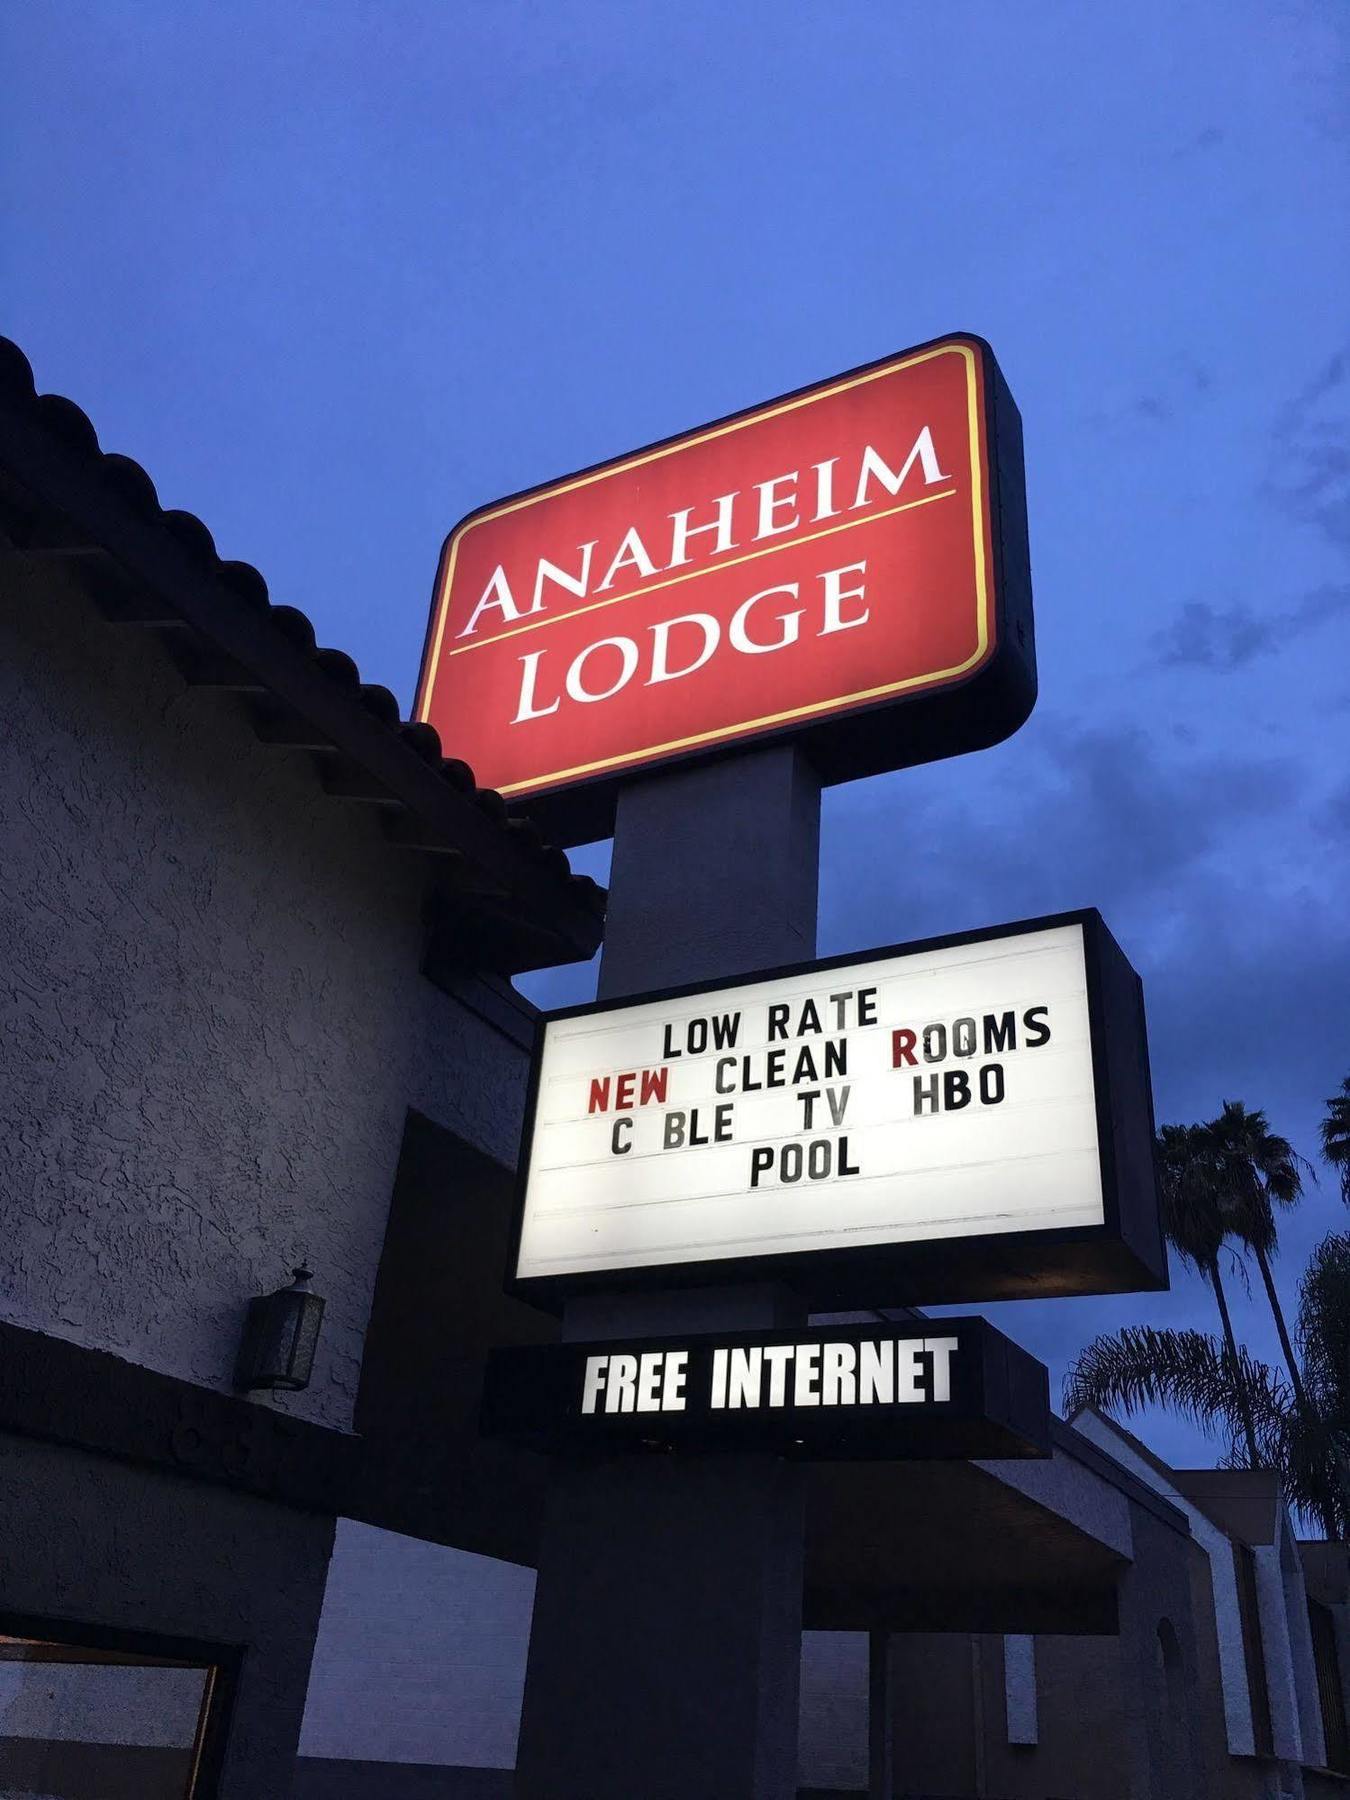 ANAHEIM
LODGE
LOW RATE
NEW CLEAN ROOMS
C BLE TV HBO
POOL
FREE INTERNET